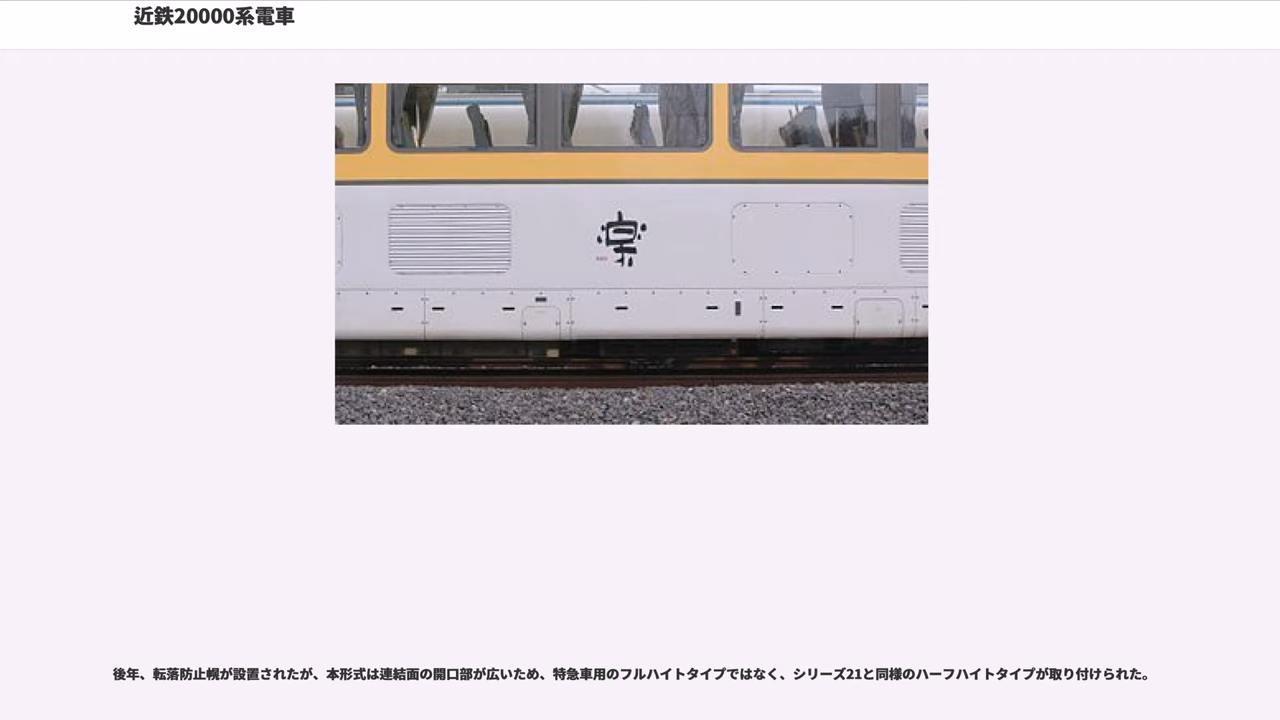 近鉄20000系電車
楽
後年、転落防止幌が設置されたが、本形式は連結面の開口部が広いため、特急車用のフルハイトタイプではなく、シリーズ21と同様のハーフハイトタイプが取り付けられた。